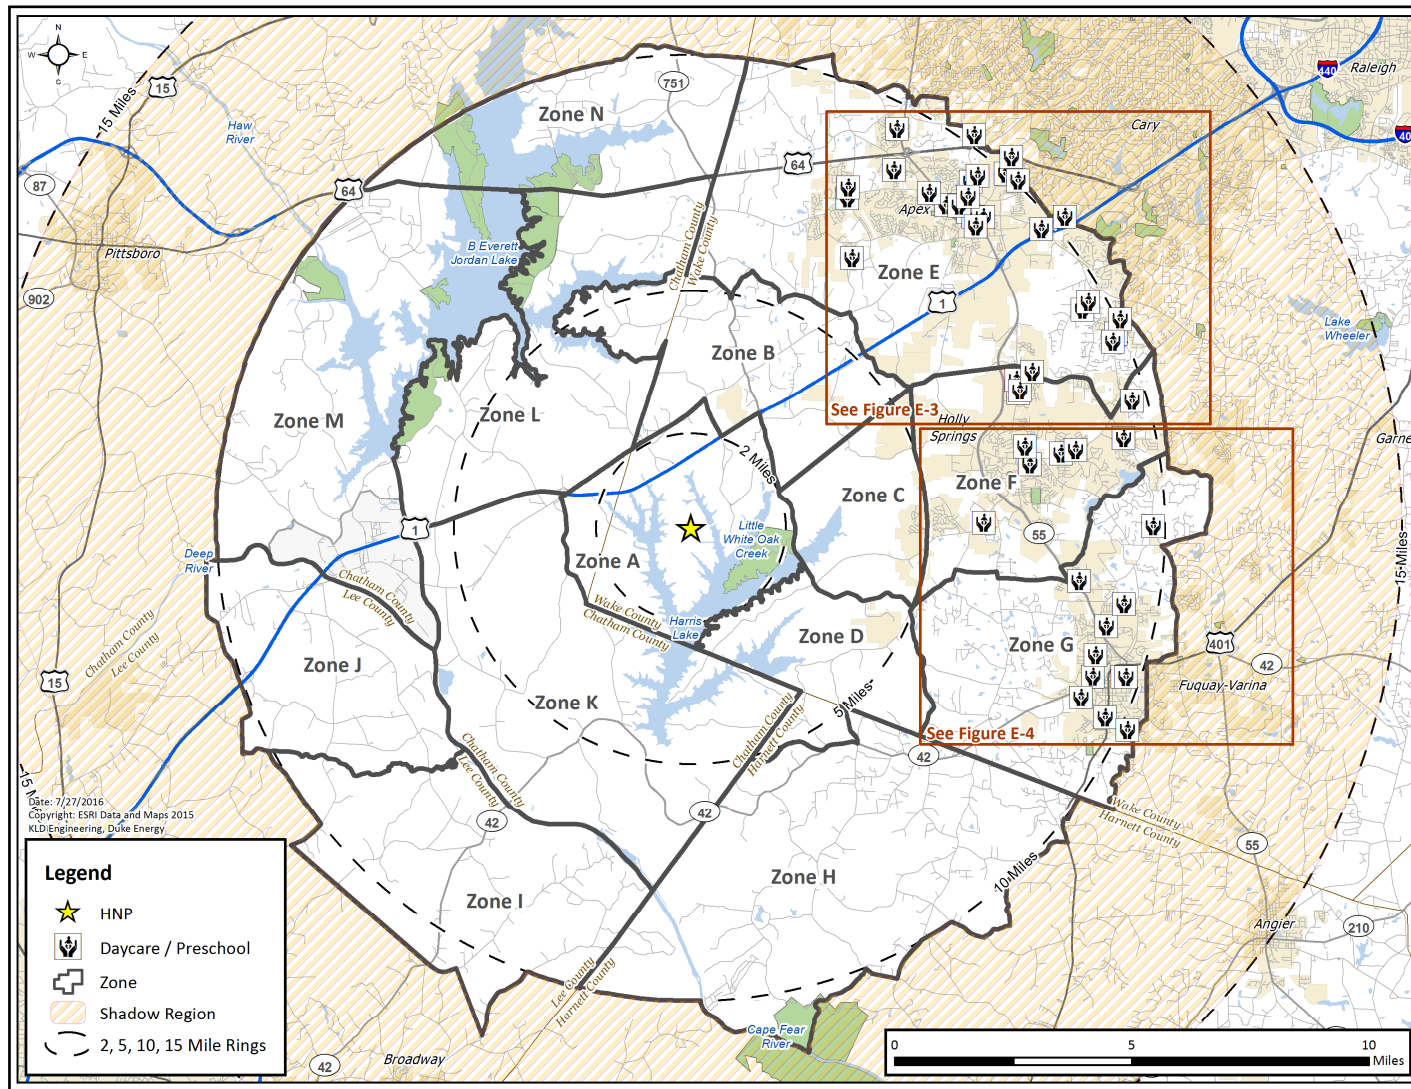 N
W
E
S
15 Miles
15
Haw
River
87
64
Pittsboro
902
751
Zone N
64
B Everett
Jordan Lake
Chatham County
Wake County
440
Raleigh
40
Cary
Apex
Zone E
1
Lake
Wheeler
Zone B
Zone M
Zone L
See Figure E-3
Holly
Springs
Garne
2 Miles
Zone C
Zone F
1
Little
White Oak
Creek
55
Deep
River
Zone A
15 Miles
Chatham County
Lee County
Wake County
Chatham County
Harris
Lake
Zone D
Zone G
401
42
Chatham County
Lee County
Zone J
15
Zone K
5 Miles
Fuquay-Varina
Chatham County
Harnett County
See Figure E-4
42
Chatham County
Lee County
42
42
15 M
Wake County
Harnett County
55
Date: 7/27/2016
Copyright: ESRI Data and Maps 2015
KLD Engineering, Duke Energy
Zone H
10 Miles
Zone I
Angier
210
Lee County
Harnett County
Cape Fear
River
Broadway
42
Legend
HNP
Daycare / Preschool
Zone
Shadow Region
2, 5, 10, 15 Mile Rings
0
5
10
Miles